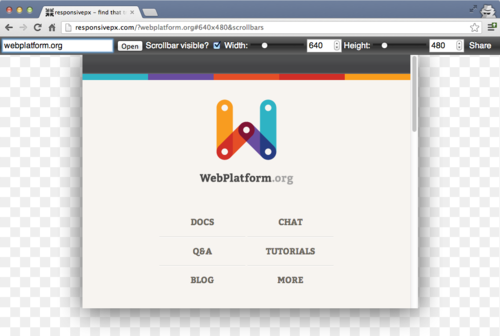 responsivepx – find that
responsivepx.com/?webplatform.org#640x480&scrollbars
webplatform.org Open Scrollbar visible? Width: 640 Height: 480 Share
WebPlatform.org
DOCS CHAT
Q&A TUTORIALS
BLOG MORE